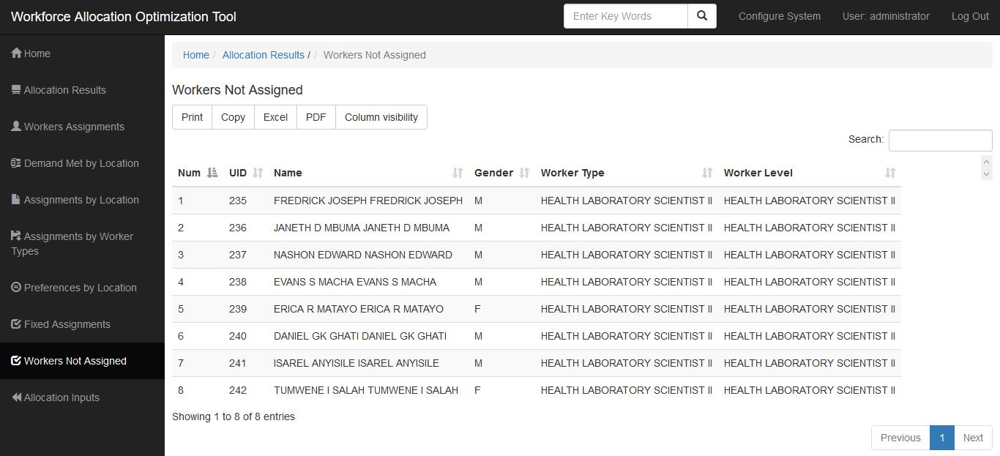 Workforce Allocation Optimization Tool
Enter Key Words
Configure System
User: administrator
Log Out
Home
Allocation Results
Workers Assignments
Demand Met by Location
Assignments by Location
Assignments by Worker
Types
Preferences by Location
Fixed Assignments
Workers Not Assigned
Allocation Inputs
Home / Allocation Results / / Workers Not Assigned
Workers Not Assigned
Print Copy Excel PDF Column visibility
Search:
Num UID Name Gender Worker Type Worker Level
1 235 FREDRICK JOSEPH FREDRICK JOSEPH M HEALTH LABORATORY SCIENTIST II HEALTH LABORATORY SCIENTIST II
2 236 JANETH D MBUMA JANETH D MBUMA M HEALTH LABORATORY SCIENTIST II HEALTH LABORATORY SCIENTIST II
3 237 NASHON EDWARD NASHON EDWARD M HEALTH LABORATORY SCIENTIST II HEALTH LABORATORY SCIENTIST II
4 238 EVANS S MACHA EVANS S MACHA M HEALTH LABORATORY SCIENTIST II HEALTH LABORATORY SCIENTIST II
5 239 ERICA R MATAYO ERICA R MATAYO F HEALTH LABORATORY SCIENTIST II HEALTH LABORATORY SCIENTIST II
6 240 DANIEL GK GHATI DANIEL GK GHATI M HEALTH LABORATORY SCIENTIST II HEALTH LABORATORY SCIENTIST II
7 241 ISAREL ANYISILE ISAREL ANYISILE M HEALTH LABORATORY SCIENTIST II HEALTH LABORATORY SCIENTIST II
8 242 TUMWENE I SALAH TUMWENE I SALAH F HEALTH LABORATORY SCIENTIST II HEALTH LABORATORY SCIENTIST II
Showing 1 to 8 of 8 entries
Previous 1 Next